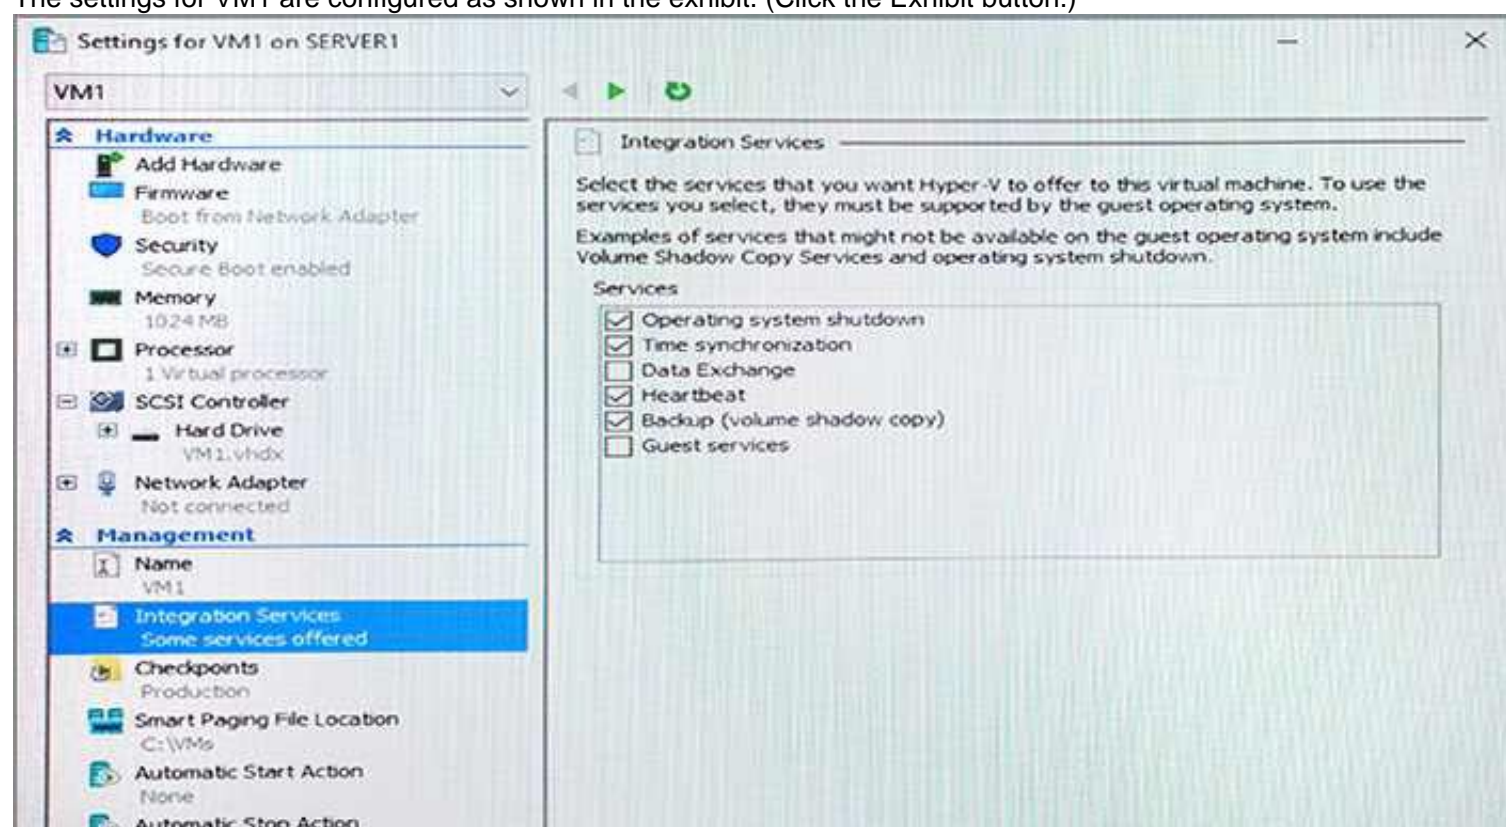 The settings for VM1 are configured as shown in the exhibit. (Click the Exhibit button.)
Settings for VM1 on SERVER1
VM1
Hardware
Add Hardware
Firmware
Boot from Network Adapter
Security
Secure Boot enabled
Memory
1024 MB
Processor
1 Virtual processor
SCSI Controller
Hard Drive
VM1.vhdx
Network Adapter
Not connected
Management
Name
VM1
Integration Services
Some services offered
Checkpoints
Production
Smart Paging File Location
C:\VMs
Automatic Start Action
None
Automatic Stop Action
Integration Services
Select the services that you want Hyper-V to offer to this virtual machine. To use the
services you select, they must be supported by the guest operating system.
Examples of services that might not be available on the guest operating system include
Volume Shadow Copy Services and operating system shutdown.
Services
Operating system shutdown
Time synchronization
Data Exchange
Heartbeat
Backup (volume shadow copy)
Guest services